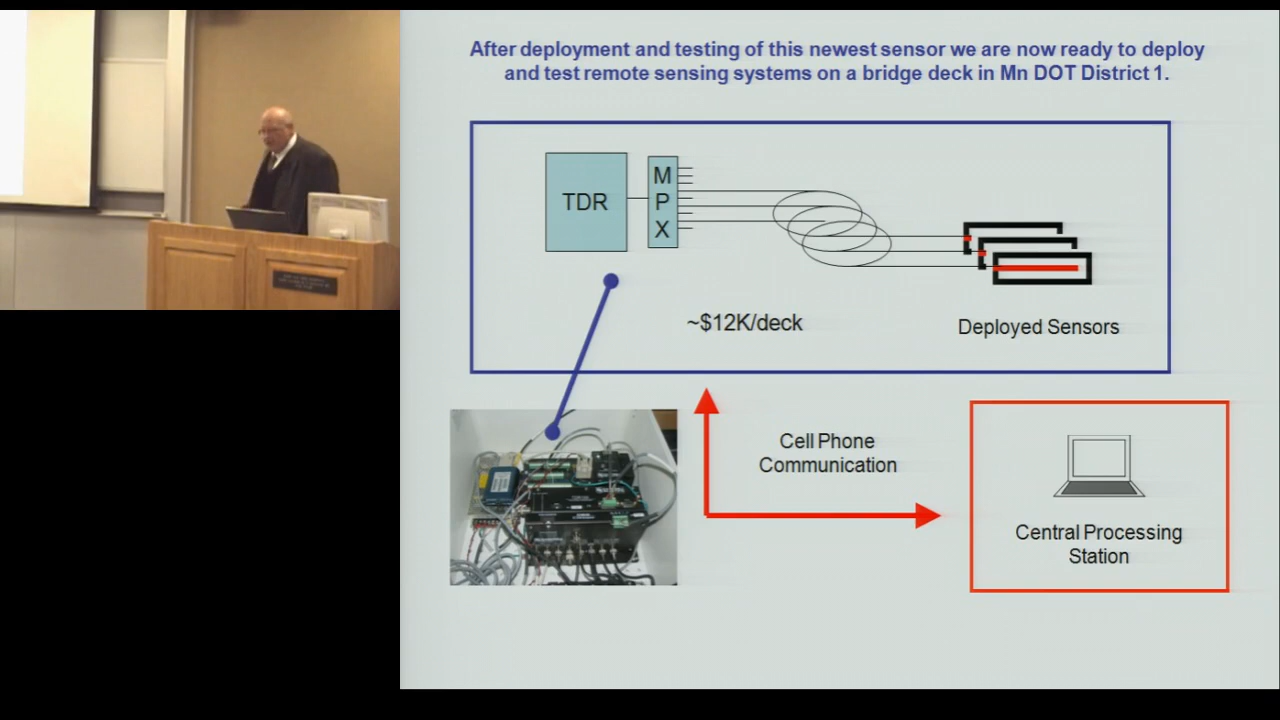 After deployment and testing of this newest sensor we are now ready to deploy
and test remote sensing systems on a bridge deck in Mn DOT District 1.
TDR
M
P
X
~$12K/deck
Deployed Sensors
Cell Phone
Communication
Central Processing
Station